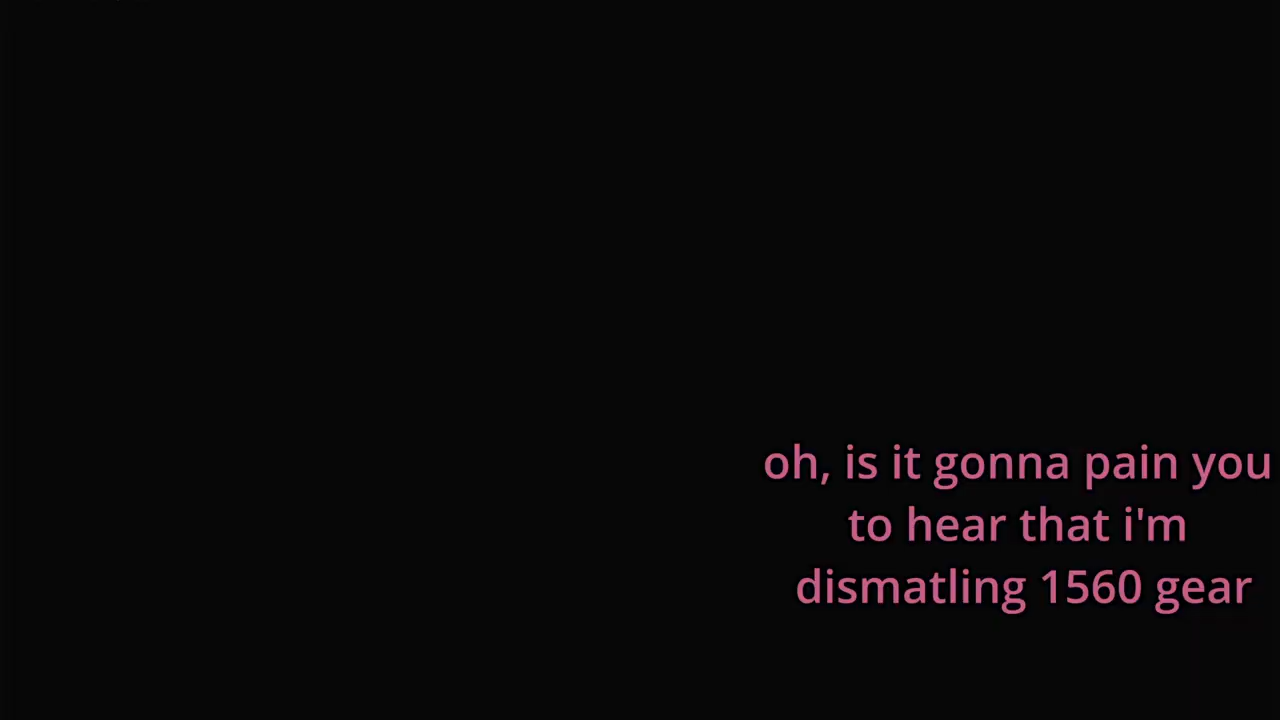 oh, is it gonna pain you
to hear that i'm
dismatling 1560 gear